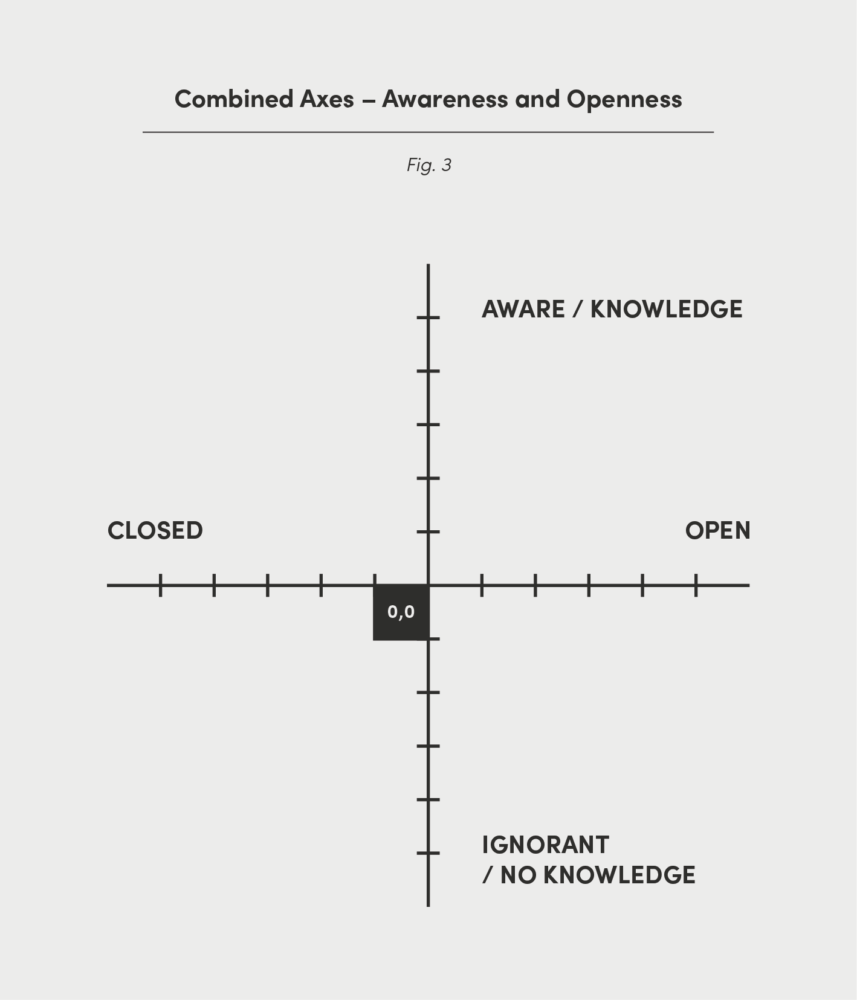 Combined Axes – Awareness and Openness
Fig. 3
AWARE / KNOWLEDGE
CLOSED
OPEN
0,0
IGNORANT
/ NO KNOWLEDGE